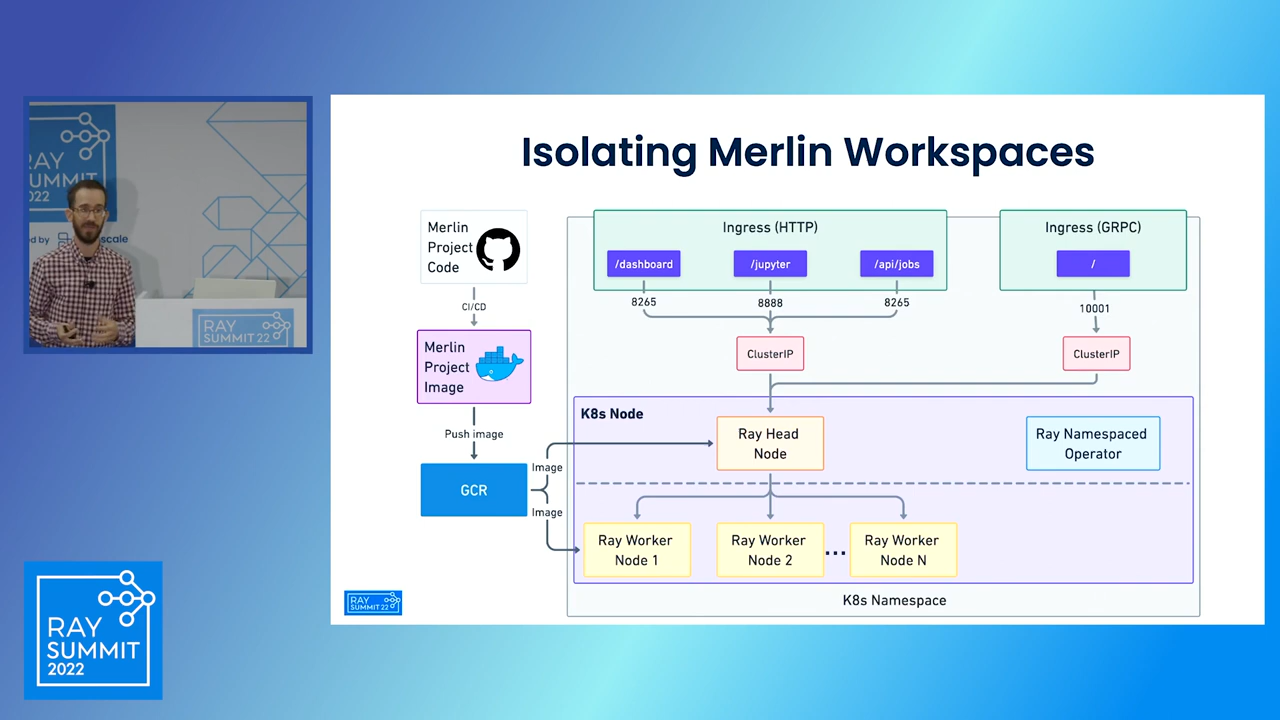 RAY
SUMMIT
2022
RAY
SUMMIT 22
RAY
SUMMIT
2022
Isolating Merlin Workspaces
Merlin
Project
Code
CI/CD
Merlin
Project
Image
Push image
GCR
Image
Image
Ingress (HTTP)
/dashboard
/jupyter
/api/jobs
8265
8888
8265
ClusterIP
Ingress (GRPC)
/
10001
ClusterIP
K8s Node
Ray Head
Node
Ray Namespaced
Operator
Ray Worker
Node 1
Ray Worker
Node 2
...
Ray Worker
Node N
K8s Namespace
RAY
SUMMIT 22